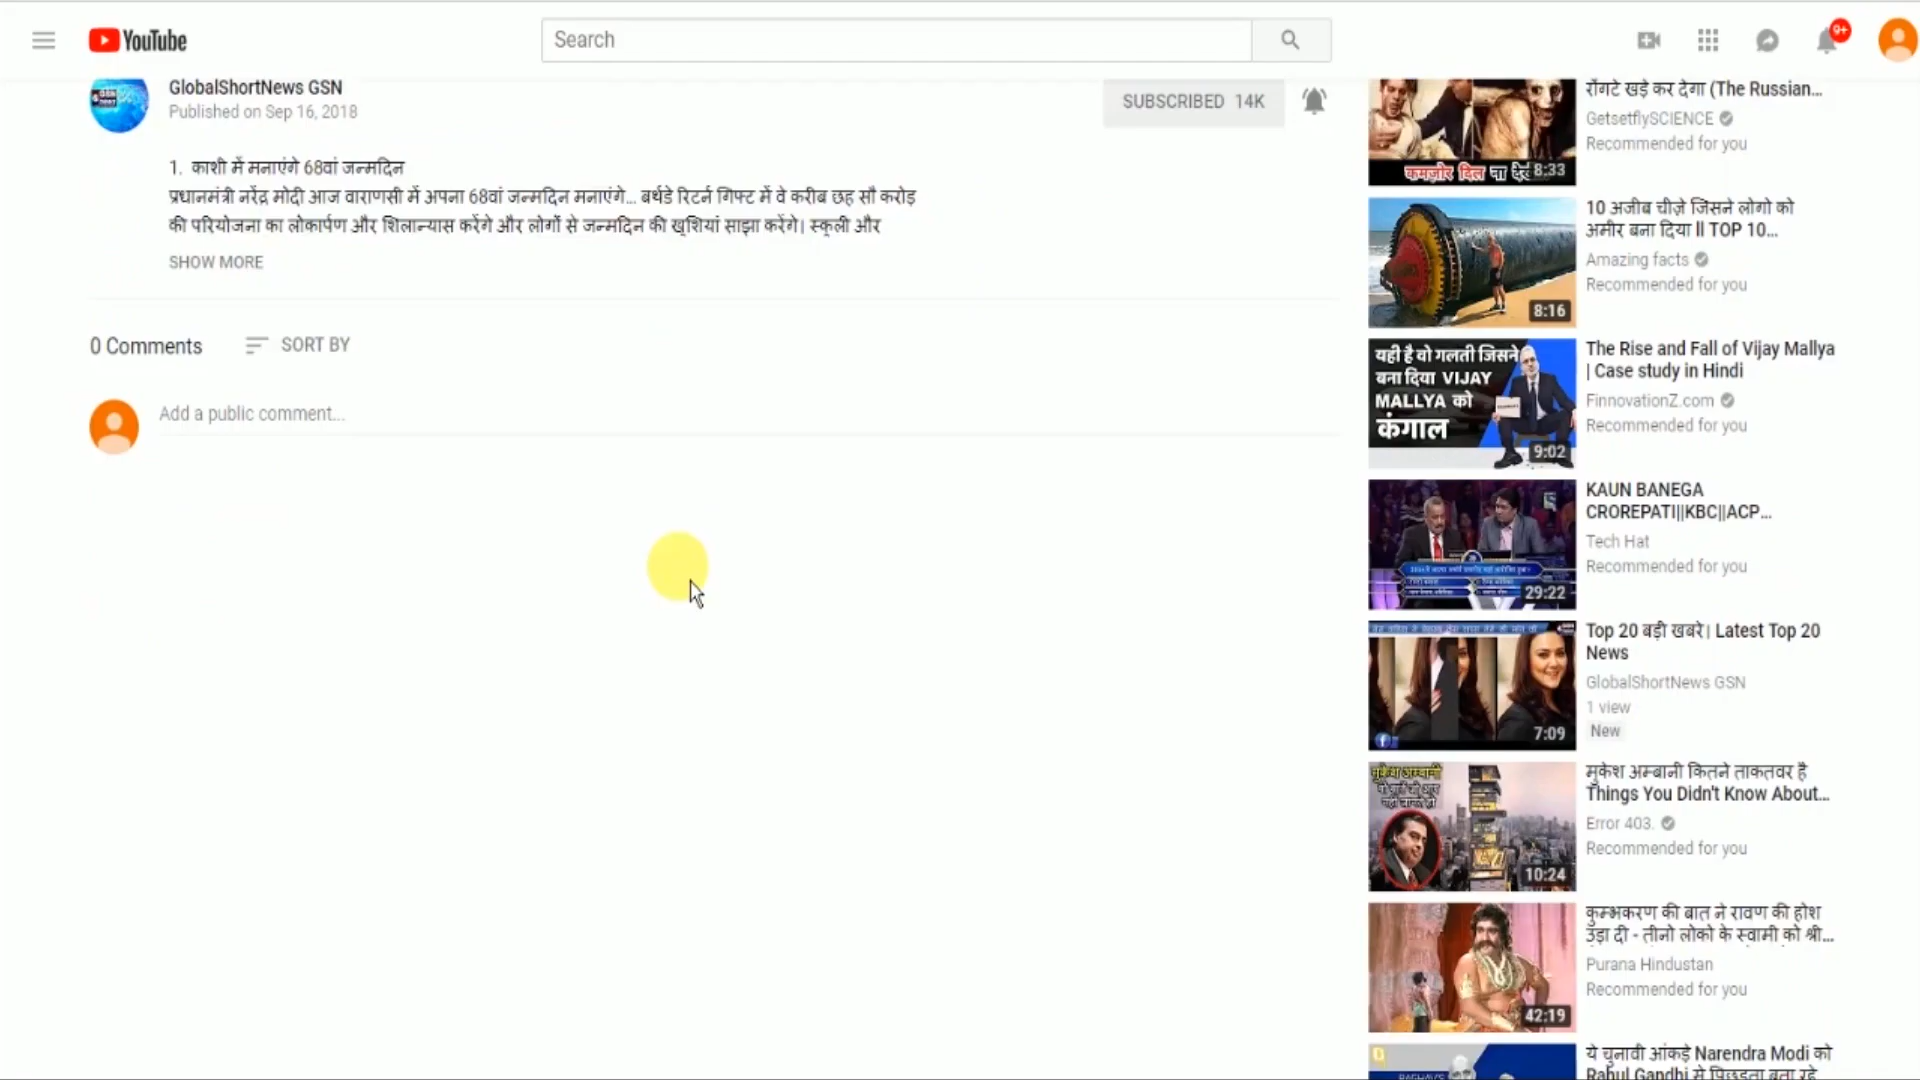 YouTube
Search
9+
GlobalShortNews GSN
Published on Sep 16, 2018
SUBSCRIBED 14K
1. काशी में मनाएंगे 68वां जन्मदिन
प्रधानमंत्री नरेंद्र मोदी आज वाराणसी में अपना 68वां जन्मदिन मनाएंगे... बर्थडे रिटर्न गिफ्ट में वे करीब छह सौ करोड़
की परियोजना का लोकार्पण और शिलान्यास करेंगे और लोगों से जन्मदिन की खुशियां साझा करेंगे। स्कूली और
SHOW MORE
0 Comments
SORT BY
Add a public comment...
रोंगटे खड़े कर देगा (The Russian...
GetsetflySCIENCE
Recommended for you
कमज़ोर दिल ना
8:33
10 अजीब चीज़े जिसने लोगो को
अमीर बना दिया ll TOP 10...
Amazing facts
Recommended for you
8:16
The Rise and Fall of Vijay Mallya
| Case study in Hindi
FinnovationZ.com
Recommended for you
यही है वो गलती जिसने
बना दिया VIJAY
MALLYA को
कंगाल
9:02
KAUN BANEGA
CROREPATI||KBC||ACP...
Tech Hat
Recommended for you
29:22
Top 20 बड़ी खबरे| Latest Top 20
News
GlobalShortNews GSN
1 view
New
7:09
मुकेश अम्बानी कितने ताकतवर है
Things You Didn't Know About...
Error 403.
Recommended for you
मुकेश अम्बानी
10:24
कुम्भकरण की बात ने रावण की होश
उड़ा दी - तीनो लोको के स्वामी को श्री...
Purana Hindustan
Recommended for you
42:19
ये चुनावी आंकड़े Narendra Modi को
Rahul Gandhi से पिछड़ता बता रहे